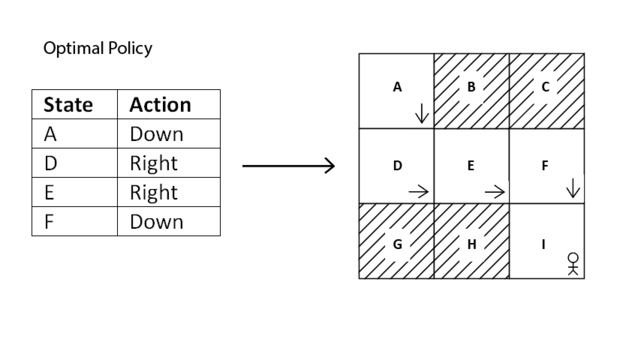 Optimal Policy
State Action
A Down
D Right
E Right
F Down
A B C
D E F
G H I